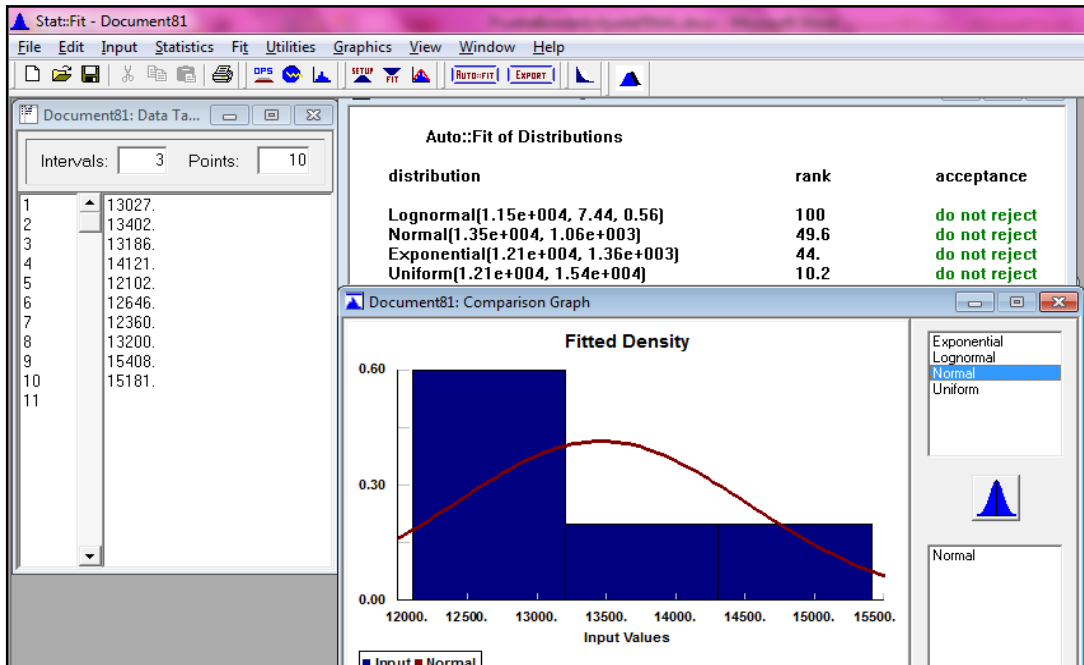 Stat::Fit - Document81
File Edit Input Statistics Fit Utilities Graphics View Window Help
OPS SETUP FIT AUTO::FIT EXPORT
Document81: Data Ta...
Intervals: 3 Points: 10
1 13027.
2 13402.
3 13186.
4 14121.
5 12102.
6 12646.
7 12360.
8 13200.
9 15408.
10 15181.
11
Auto::Fit of Distributions
distribution rank acceptance
Lognormal(1.15e+004, 7.44, 0.56) 100 do not reject
Normal(1.35e+004, 1.06e+003) 49.6 do not reject
Exponential(1.21e+004, 1.36e+003) 44. do not reject
Uniform(1.21e+004, 1.54e+004) 10.2 do not reject
Document81: Comparison Graph
Fitted Density
0.60
0.30
0.00
12000. 12500. 13000. 13500. 14000. 14500. 15000. 15500.
Input Values
Input Normal
Exponential
Lognormal
Normal
Uniform
Normal